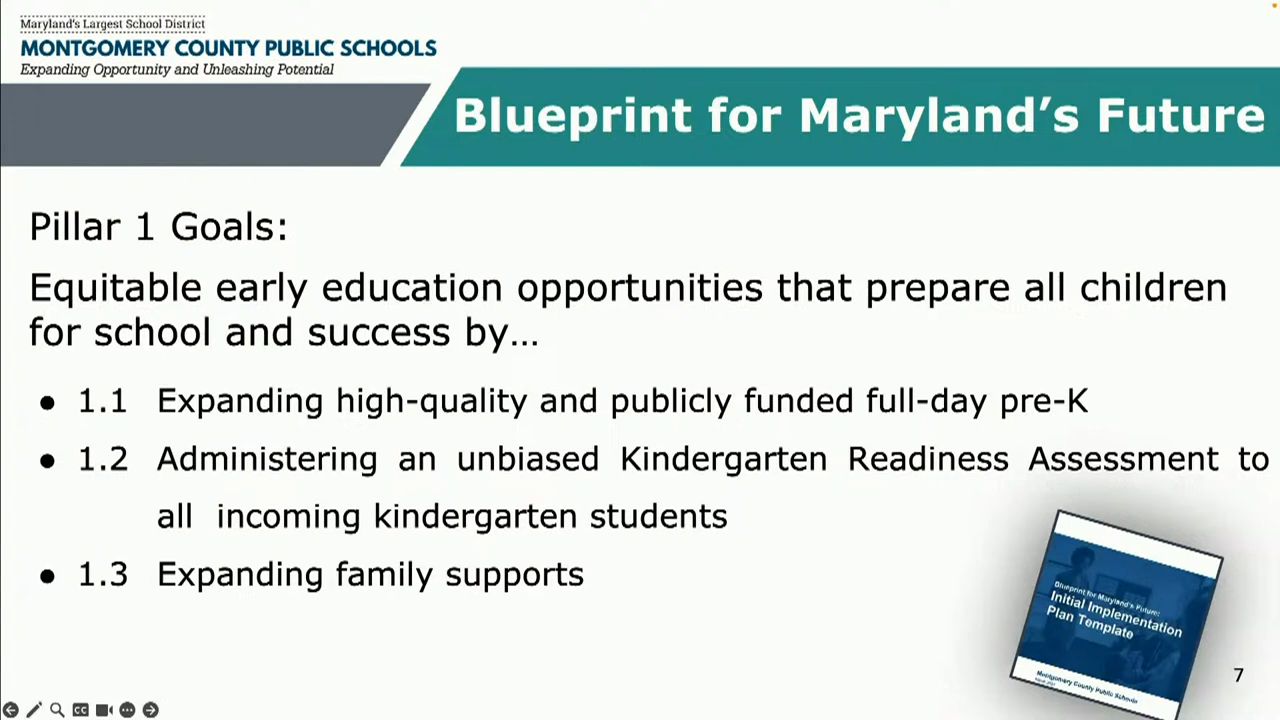 Maryland's Largest School District
MONTGOMERY COUNTY PUBLIC SCHOOLS
Expanding Opportunity and Unleashing Potential
Blueprint for Maryland's Future
Pillar 1 Goals:
Equitable early education opportunities that prepare all children
for school and success by...
● 1.1 Expanding high-quality and publicly funded full-day pre-K
● 1.2 Administering an unbiased Kindergarten Readiness Assessment to
all incoming kindergarten students
● 1.3 Expanding family supports
Blueprint for Maryland's Future:
Initial Implementation
Plan Template
Montgomery County Public Schools
7
CC